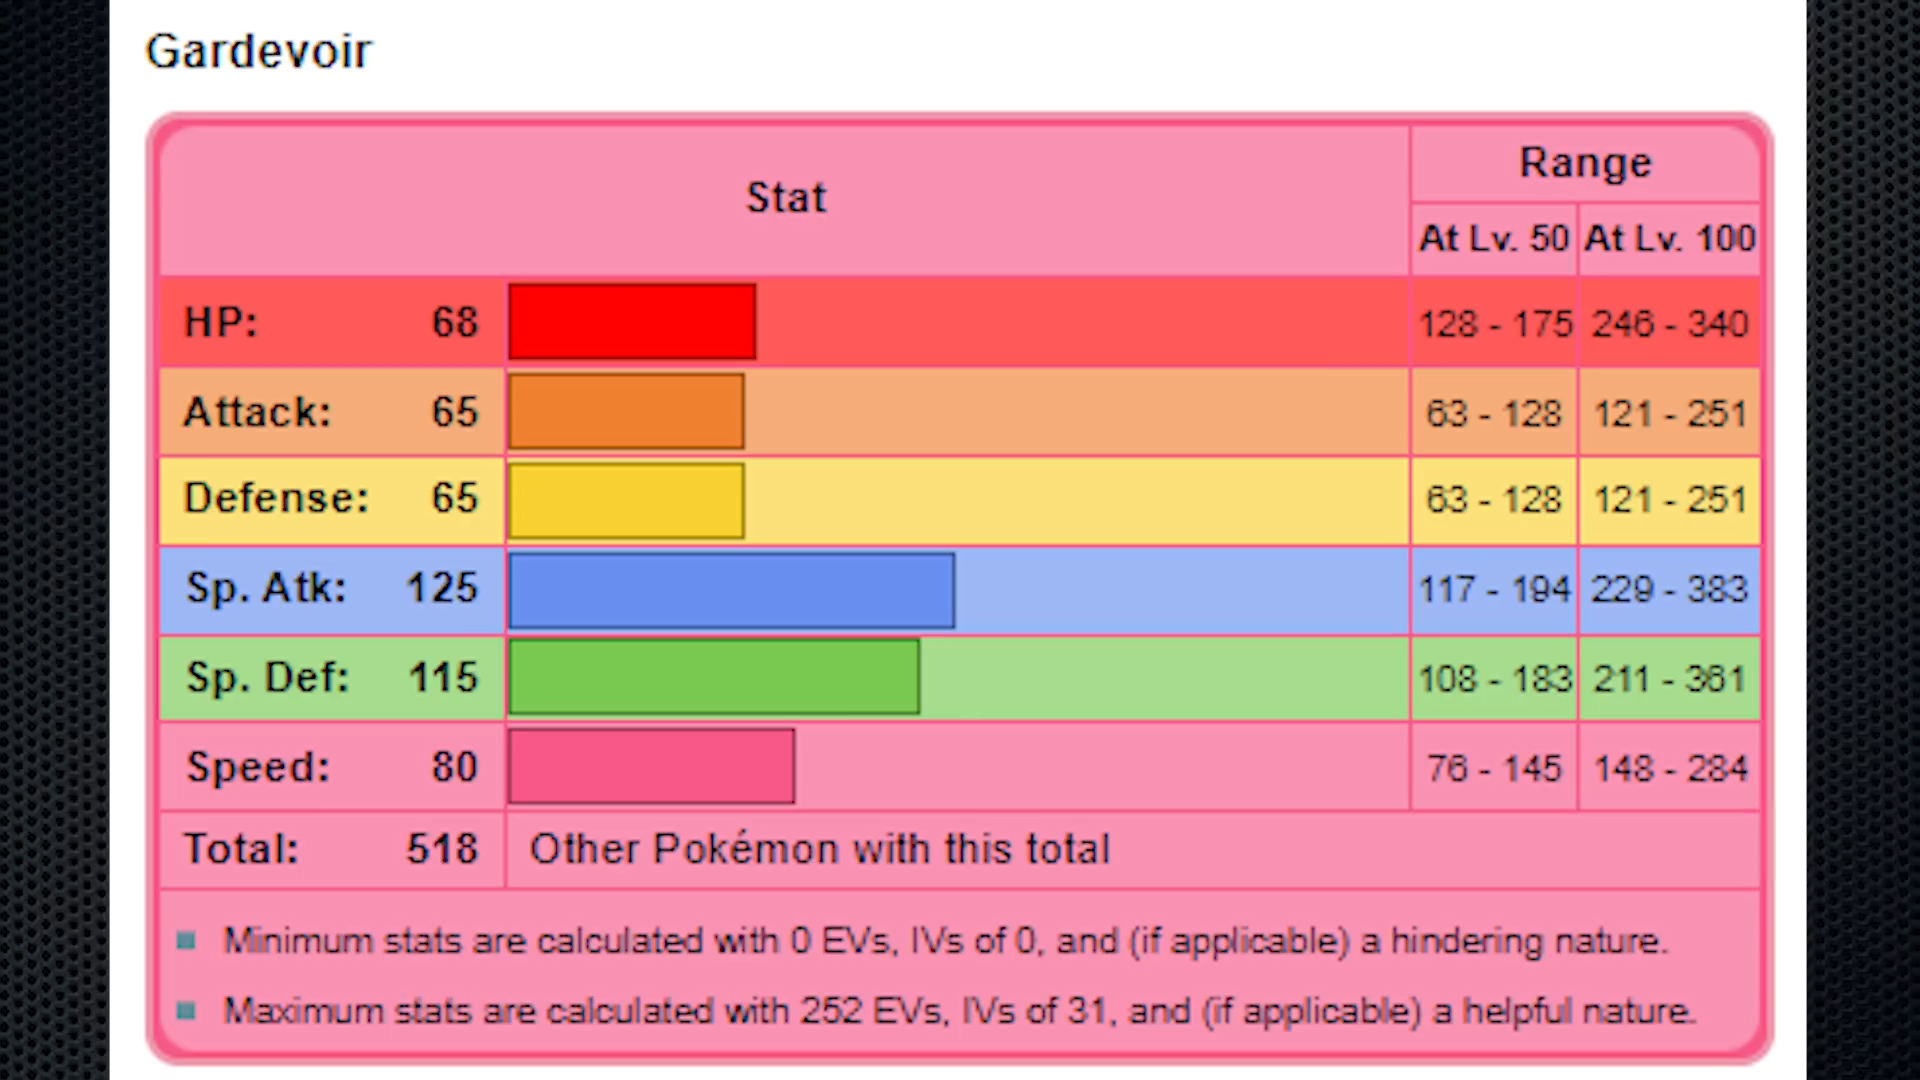 Gardevoir
Stat
Range
At Lv. 50 At Lv. 100
HP: 68 128 - 175 246 - 340
Attack: 65 63 - 128 121 - 251
Defense: 65 63 - 128 121 - 251
Sp. Atk: 125 117 - 194 229 - 383
Sp. Def: 115 108 - 183 211 - 361
Speed: 80 76 - 145 148 - 284
Total: 518 Other Pokémon with this total
Minimum stats are calculated with 0 EVs, IVs of 0, and (if applicable) a hindering nature.
Maximum stats are calculated with 252 EVs, IVs of 31, and (if applicable) a helpful nature.